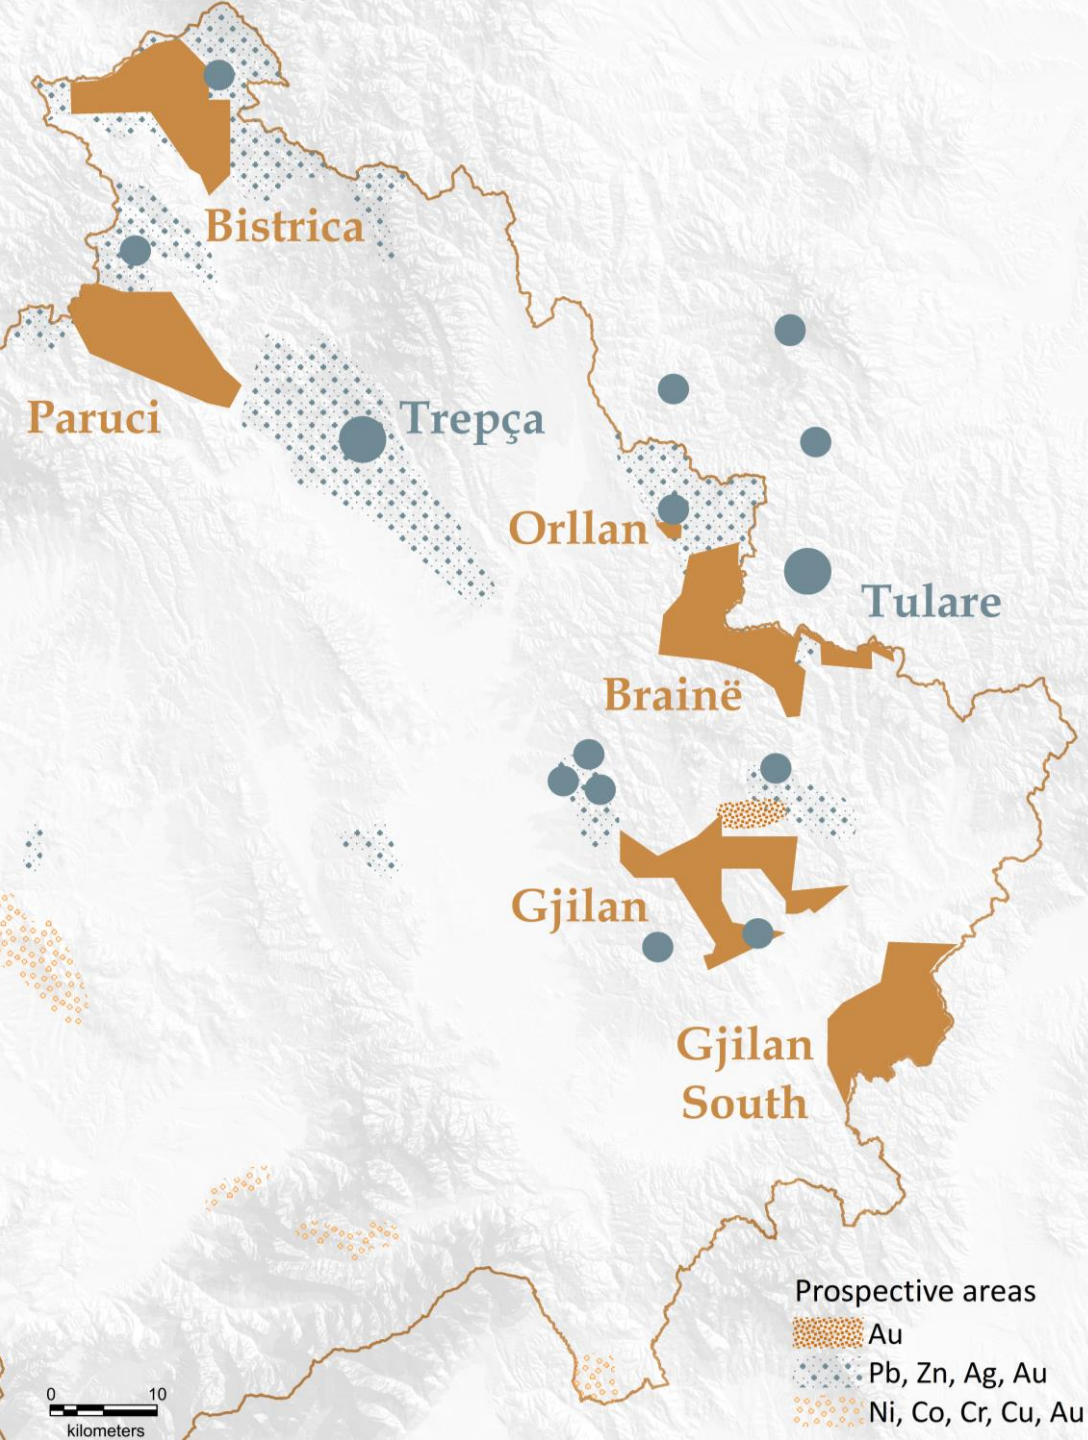 Bistrica
Paruci
Trepça
Orllan
Tulare
Brainë
Gjilan
Gjilan
South
Prospective areas
Au
Pb, Zn, Ag, Au
Ni, Co, Cr, Cu, Au
0 10
kilometers